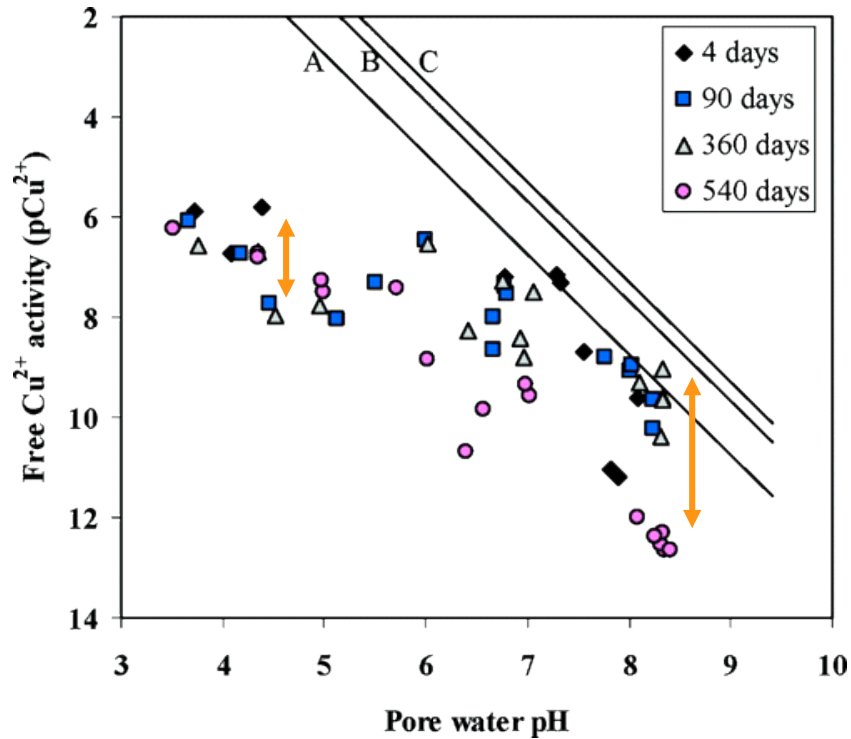 2
4
6
8
10
12
14
3 4 5 6 7 8 9 10
Free Cu²⁺ activity (pCu²⁺)
Pore water pH
A B C
4 days
90 days
360 days
540 days